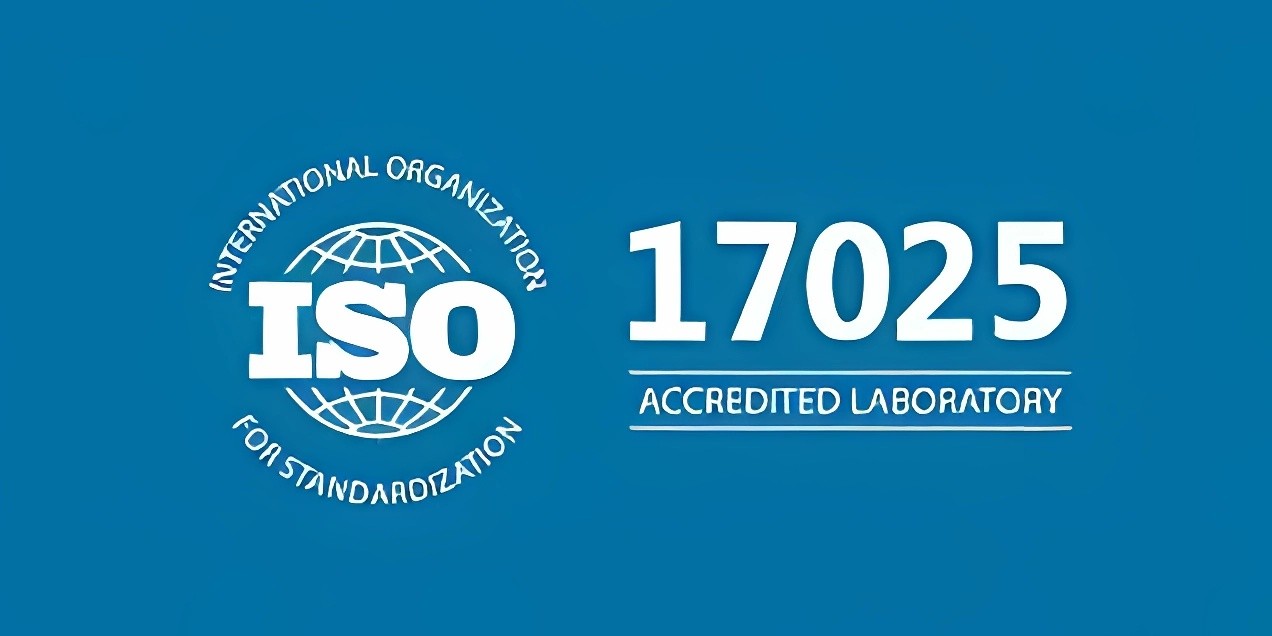 INTERNATIONAL ORGANIZATION
ISO
FOR STANDARDIZATION
17025
ACCREDITED LABORATORY